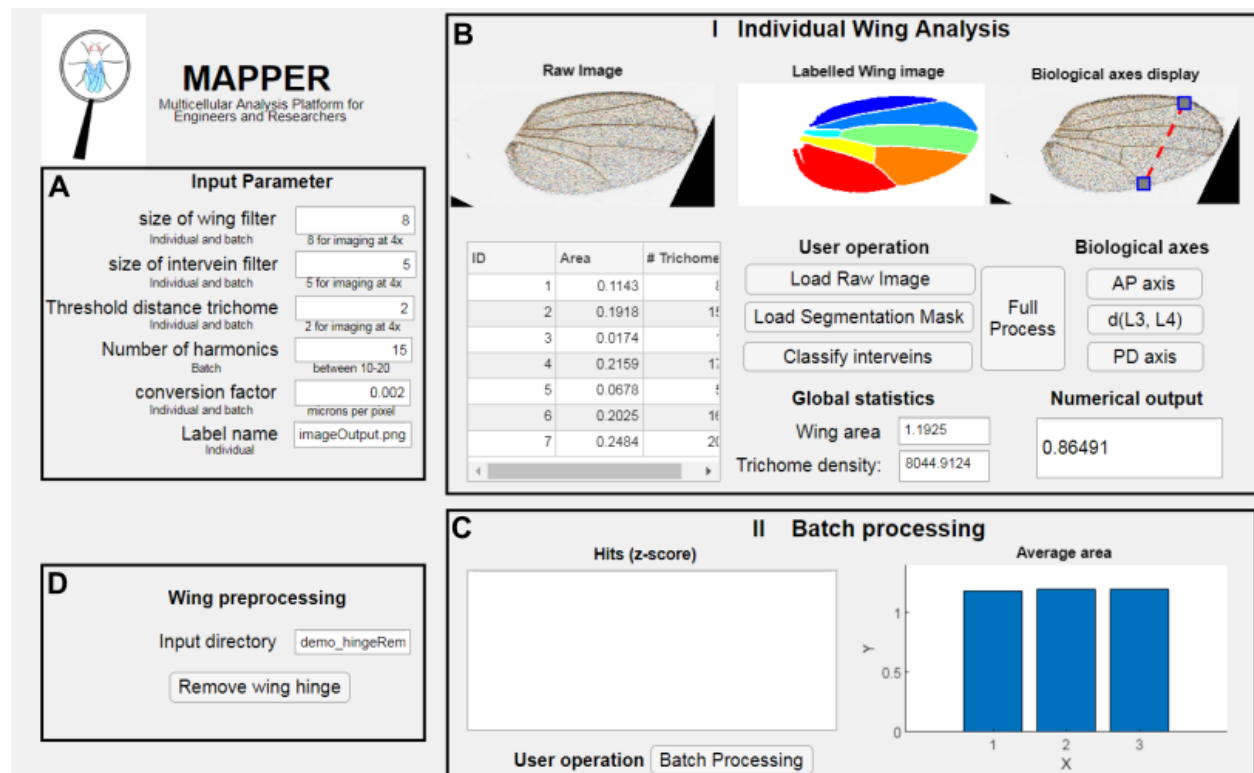 MAPPER
Multicellular Analysis Platform for
Engineers and Researchers
A
Input Parameter
size of wing filter
8
Individual and batch
8 for imaging at 4x
size of intervein filter
5
Individual and batch
5 for imaging at 4x
Threshold distance trichome
2
Individual and batch
2 for imaging at 4x
Number of harmonics
15
Batch
between 10-20
conversion factor
0.002
Individual and batch
microns per pixel
Label name
imageOutput.png
Individual
B
I Individual Wing Analysis
Raw Image
Labelled Wing image
Biological axes display
ID Area # Trichome
1 0.1143
2 0.1918
3 0.0174
4 0.2159
5 0.0678
6 0.2025
7 0.2484
User operation
Load Raw Image
Load Segmentation Mask
Classify interveins
Full
Process
Biological axes
AP axis
d(L3, L4)
PD axis
Global statistics
Wing area
1.1925
Trichome density:
8044.9124
Numerical output
0.86491
C
II Batch processing
Hits (z-score)
User operation
Batch Processing
Average area
Y
1
0.5
0
1 2 3
X
D
Wing preprocessing
Input directory
demo_hingeRem
Remove wing hinge